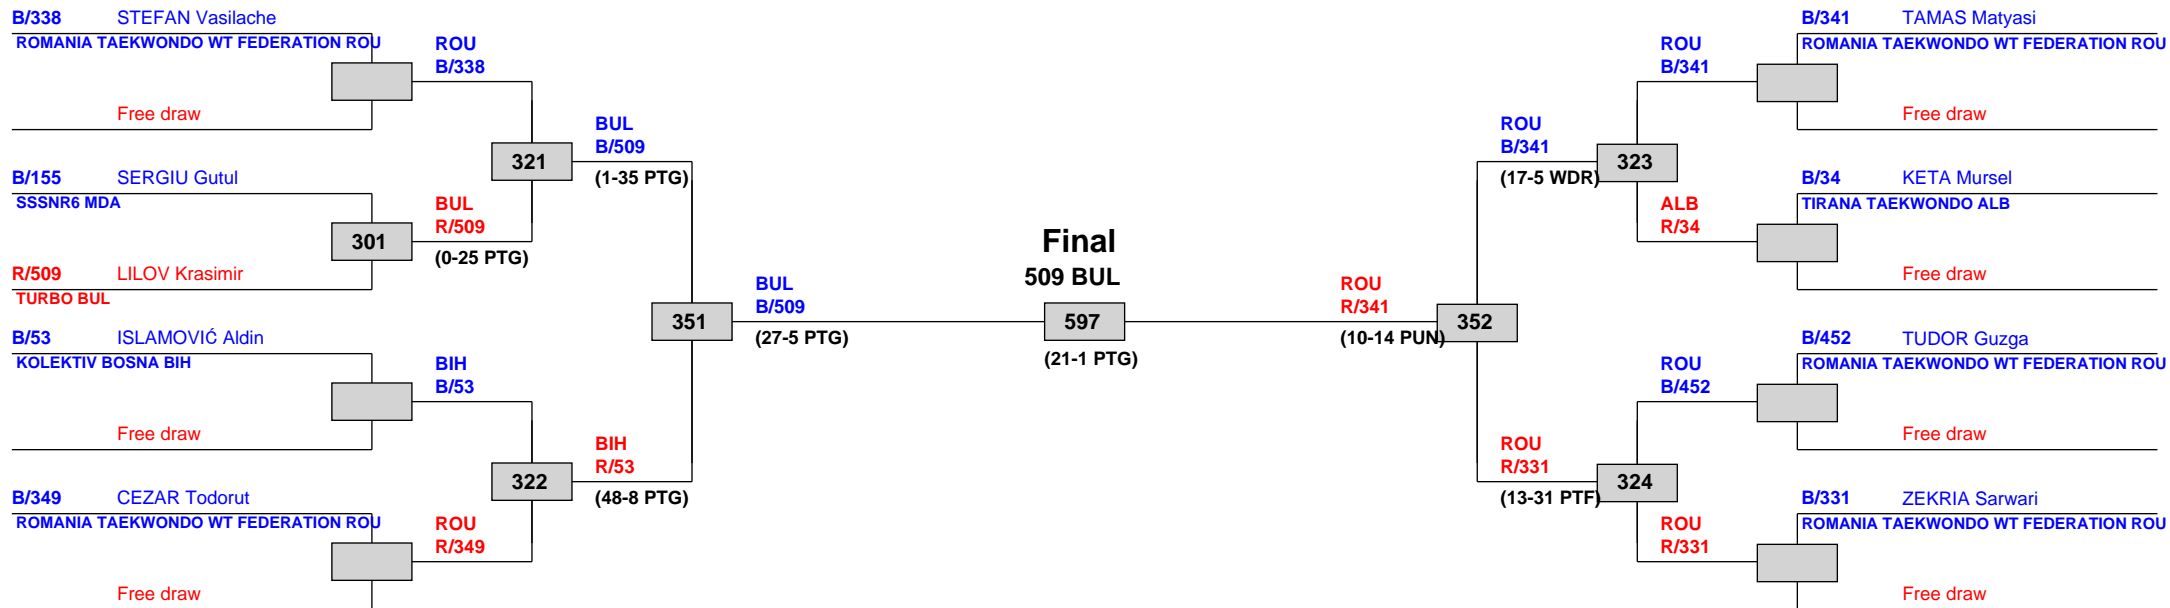 B/338 STEFAN Vasilache
ROMANIA TAEKWONDO WT FEDERATION ROU
Free draw
B/155 SERGIU Gutul
SSSNR6 MDA
R/509 LILOV Krasimir
TURBO BUL
B/53 ISLAMOVIĆ Aldin
KOLEKTIV BOSNA BIH
Free draw
B/349 CEZAR Todorut
ROMANIA TAEKWONDO WT FEDERATION ROU
Free draw
ROU
B/338
301
BUL
R/509
(0-25 PTG)
BIH
B/53
ROU
R/349
321
BUL
B/509
(1-35 PTG)
322
BIH
R/53
(48-8 PTG)
351
BUL
B/509
(27-5 PTG)
Final
509 BUL
597
(21-1 PTG)
ROU
R/341
(10-14 PUN)
352
ROU
B/341
(17-5 WDR)
323
ROU
R/331
(13-31 PTF)
324
ROU
B/341
ALB
R/34
ROU
B/452
ROU
R/331
B/341 TAMAS Matyasi
ROMANIA TAEKWONDO WT FEDERATION ROU
Free draw
B/34 KETA Mursel
TIRANA TAEKWONDO ALB
Free draw
B/452 TUDOR Guzga
ROMANIA TAEKWONDO WT FEDERATION ROU
Free draw
B/331 ZEKRIA Sarwari
ROMANIA TAEKWONDO WT FEDERATION ROU
Free draw